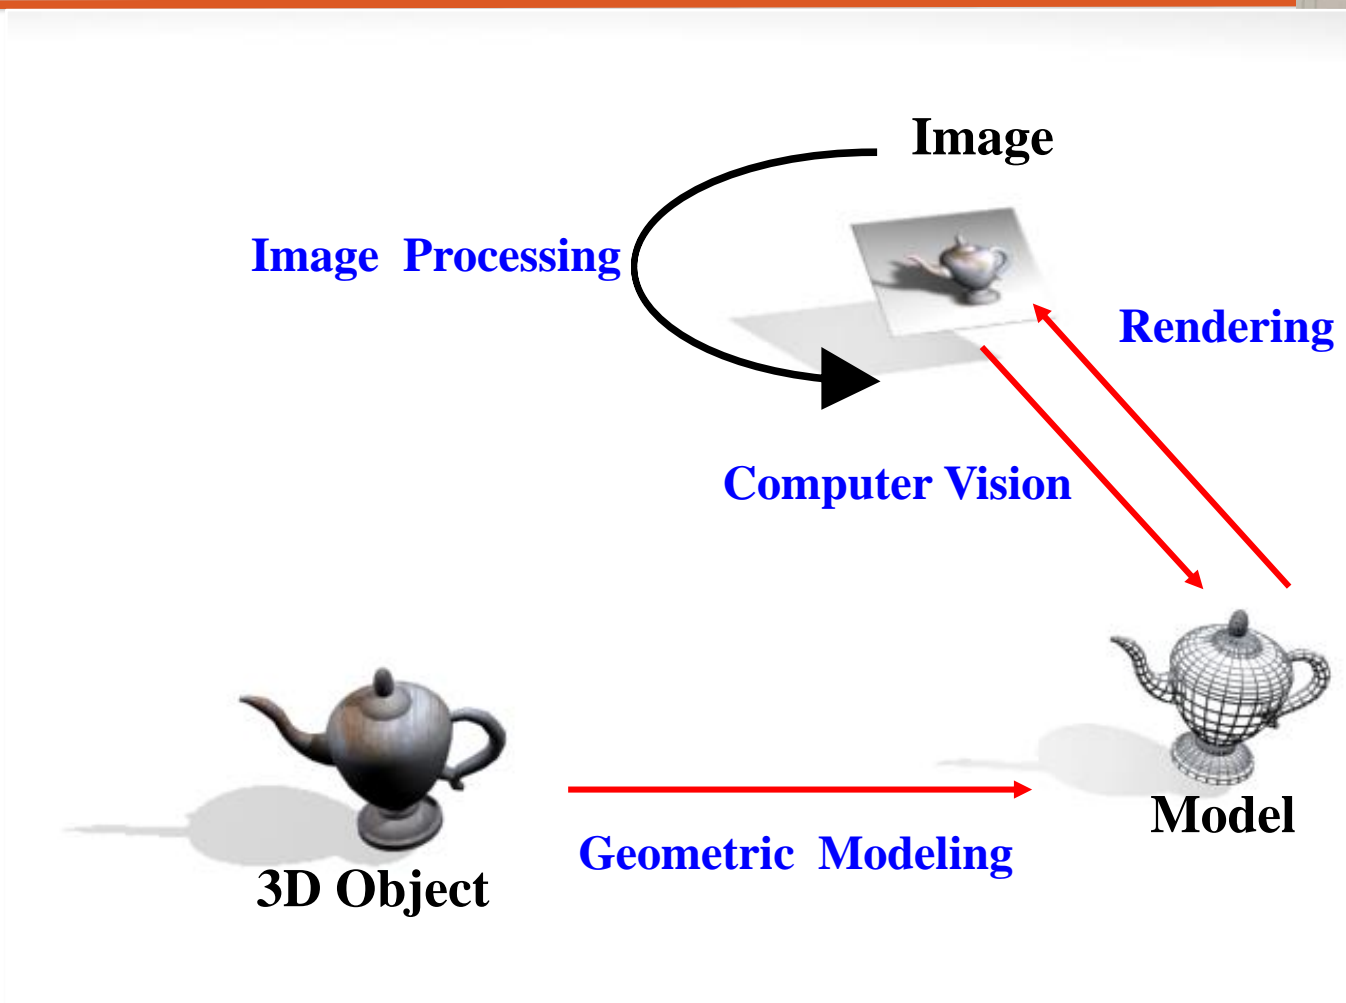 Image
Image Processing
Rendering
Computer Vision
Model
Geometric Modeling
3D Object